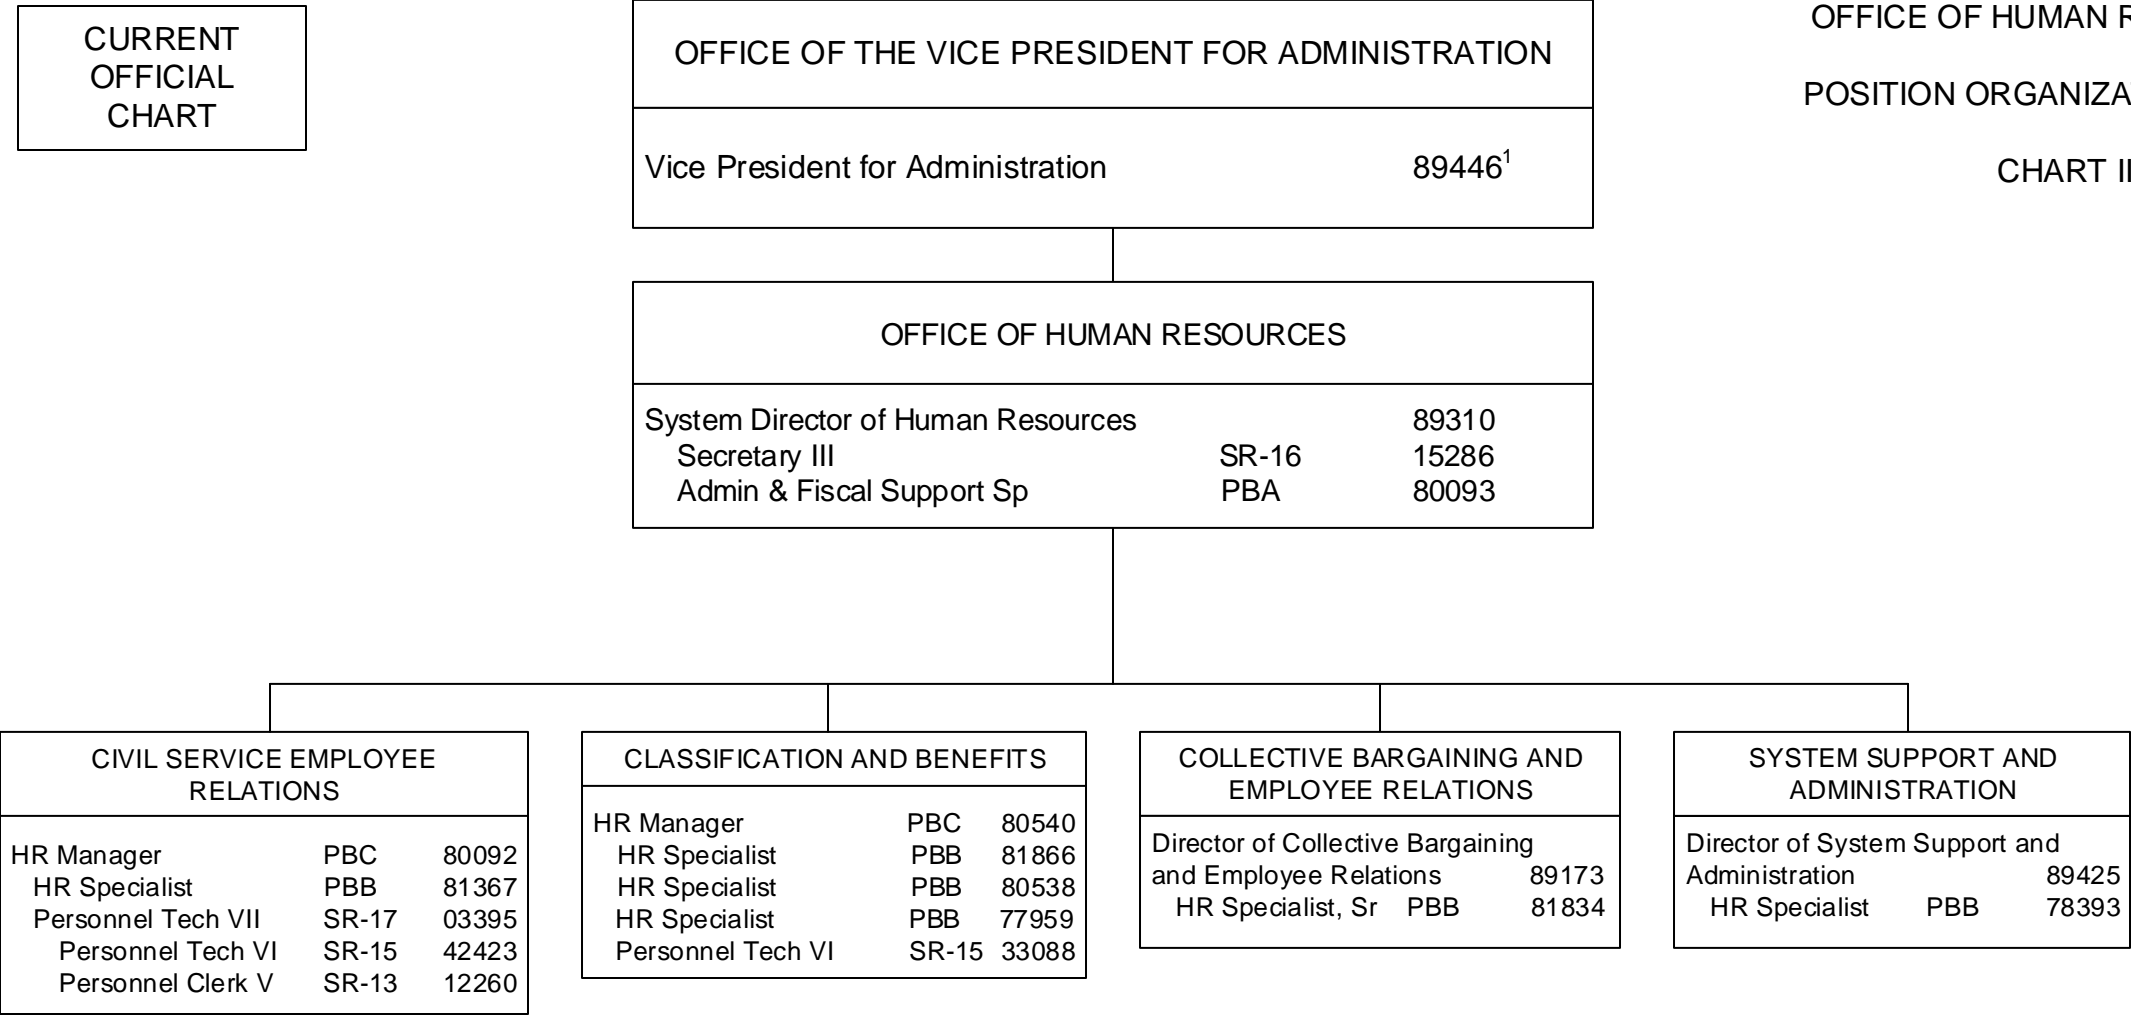 CURRENT
OFFICIAL
CHART
OFFICE OF THE VICE PRESIDENT FOR ADMINISTRATION
Vice President for Administration 89446¹
OFFICE OF HUMAN
POSITION
CHART
OFFICE OF HUMAN RESOURCES
System Director of Human Resources 89310
Secretary III SR-16 15286
Admin & Fiscal Support Sp PBA 80093
CIVIL SERVICE EMPLOYEE
RELATIONS
HR Manager PBC 80092
HR Specialist PBB 81367
Personnel Tech VII SR-17 03395
Personnel Tech VI SR-15 42423
Personnel Clerk V SR-13 12260
CLASSIFICATION AND BENEFITS
HR Manager PBC 80540
HR Specialist PBB 81866
HR Specialist PBB 80538
HR Specialist PBB 77959
Personnel Tech VI SR-15 33088
COLLECTIVE BARGAINING AND
EMPLOYEE RELATIONS
Director of Collective Bargaining
and Employee Relations 89173
HR Specialist, Sr PBB 81834
SYSTEM SUPPORT AND
ADMINISTRATION
Director of System Support and
Administration 89425
HR Specialist PBB 78393